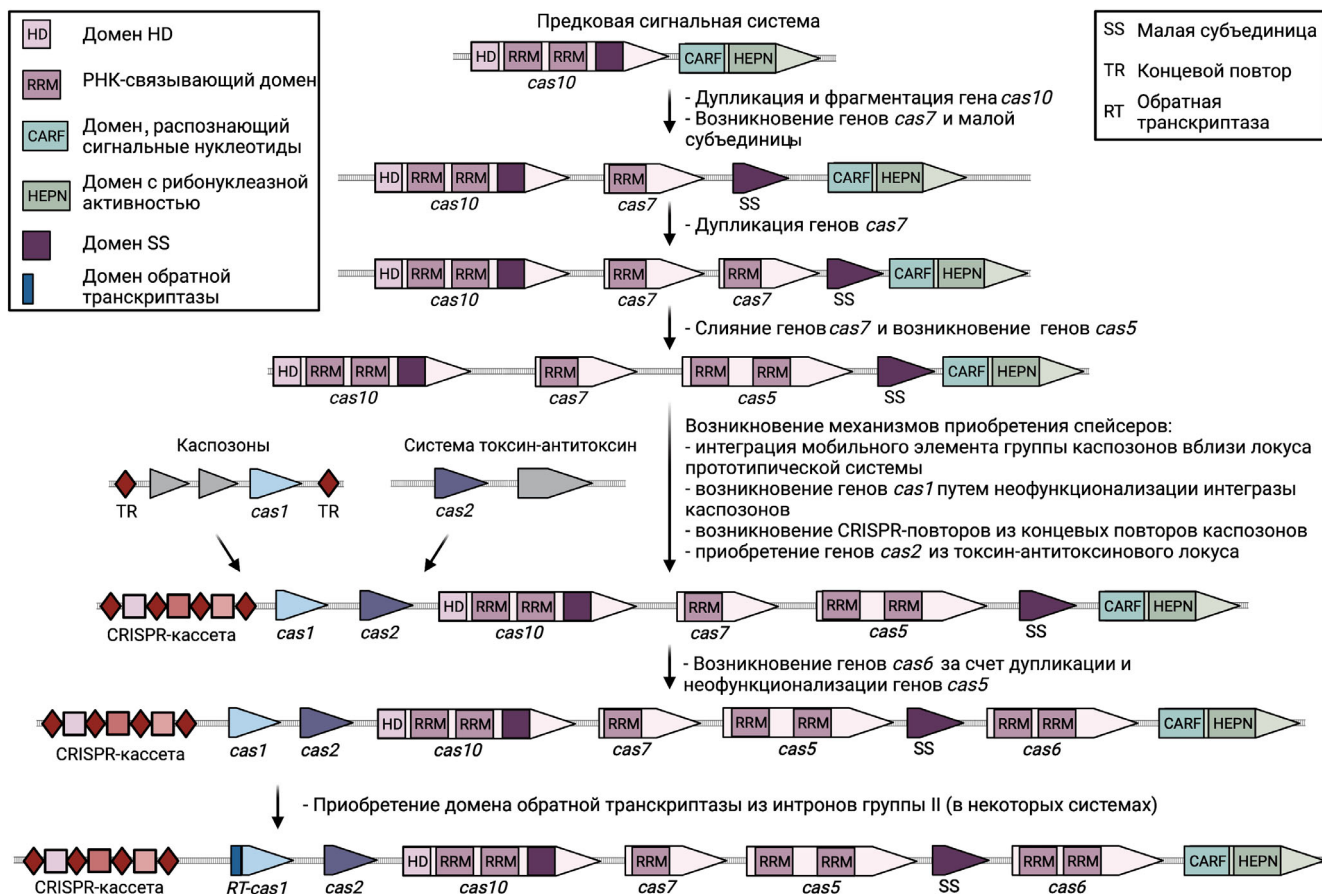 HD Домен HD
RRM РНК-связывающий домен
CARF Домен, распознающий
сигнальные нуклеотиды
HEPN Домен с рибонуклеазной
активностью
Домен SS
Домен обратной
транскриптазы
SS Малая субъединица
TR Концевой повтор
RT Обратная
транскриптаза
Предковая сигнальная система
HD RRM RRM CARF HEPN
cas10
- Дупликация и фрагментация гена cas10
- Возникновение генов cas7 и малой
субъединицы
HD RRM RRM RRM CARF HEPN
cas10 cas7 SS
- Дупликация генов cas7
HD RRM RRM RRM RRM CARF HEPN
cas10 cas7 cas7 SS
- Слияние генов cas7 и возникновение генов cas5
HD RRM RRM RRM RRM RRM CARF HEPN
cas10 cas7 cas5 SS
Каспозоны
TR cas1 TR
Система токсин-антитоксин
cas2
Возникновение механизмов приобретения спейсеров:
- интеграция мобильного элемента группы каспозонов вблизи локуса
прототипической системы
- возникновение генов cas1 путем неофункционализации интегразы
каспозонов
- возникновение CRISPR-повторов из концевых повторов каспозонов
- приобретение генов cas2 из токсин-антитоксинового локуса
HD RRM RRM RRM RRM RRM CARF HEPN
CRISPR-кассета cas1 cas2 cas10 cas7 cas5 SS
- Возникновение генов cas6 за счет дупликации и
неофункционализации генов cas5
HD RRM RRM RRM RRM RRM RRM RRM CARF HEPN
CRISPR-кассета cas1 cas2 cas10 cas7 cas5 SS cas6
- Приобретение домена обратной транскриптазы из интронов группы II (в некоторых системах)
HD RRM RRM RRM RRM RRM RRM RRM CARF HEPN
CRISPR-кассета RT-cas1 cas2 cas10 cas7 cas5 SS cas6